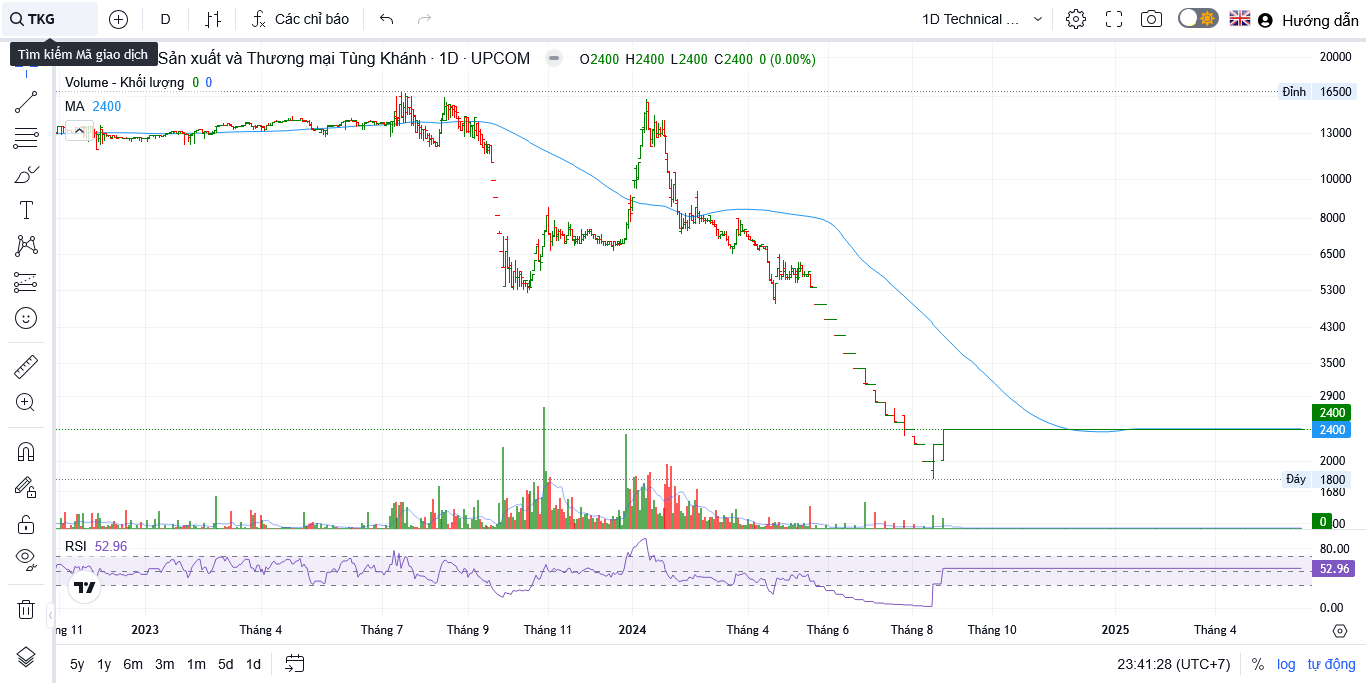 TKG
D
Các chỉ báo
1D Technical ...
Hướng dẫn
Tìm kiếm Mã giao dịch
Sản xuất và Thương mại Tùng Khánh · 1D · UPCOM
O2400 H2400 L2400 C2400 0 (0.00%)
Volume - Khối lượng 0 0
MA 2400
20000
Đỉnh 16500
13000
10000
8000
6500
5300
4300
3500
2900
2400
2400
2000
Đáy 1800
1680
0 00
RSI 52.96
80.00
52.96
0.00
ng 11 2023 Tháng 4 Tháng 7 Tháng 9 Tháng 11 2024 Tháng 4 Tháng 6 Tháng 8 Tháng 10 2025 Tháng 4
5y 1y 6m 3m 1m 5d 1d
23:41:28 (UTC+7) % log tự động